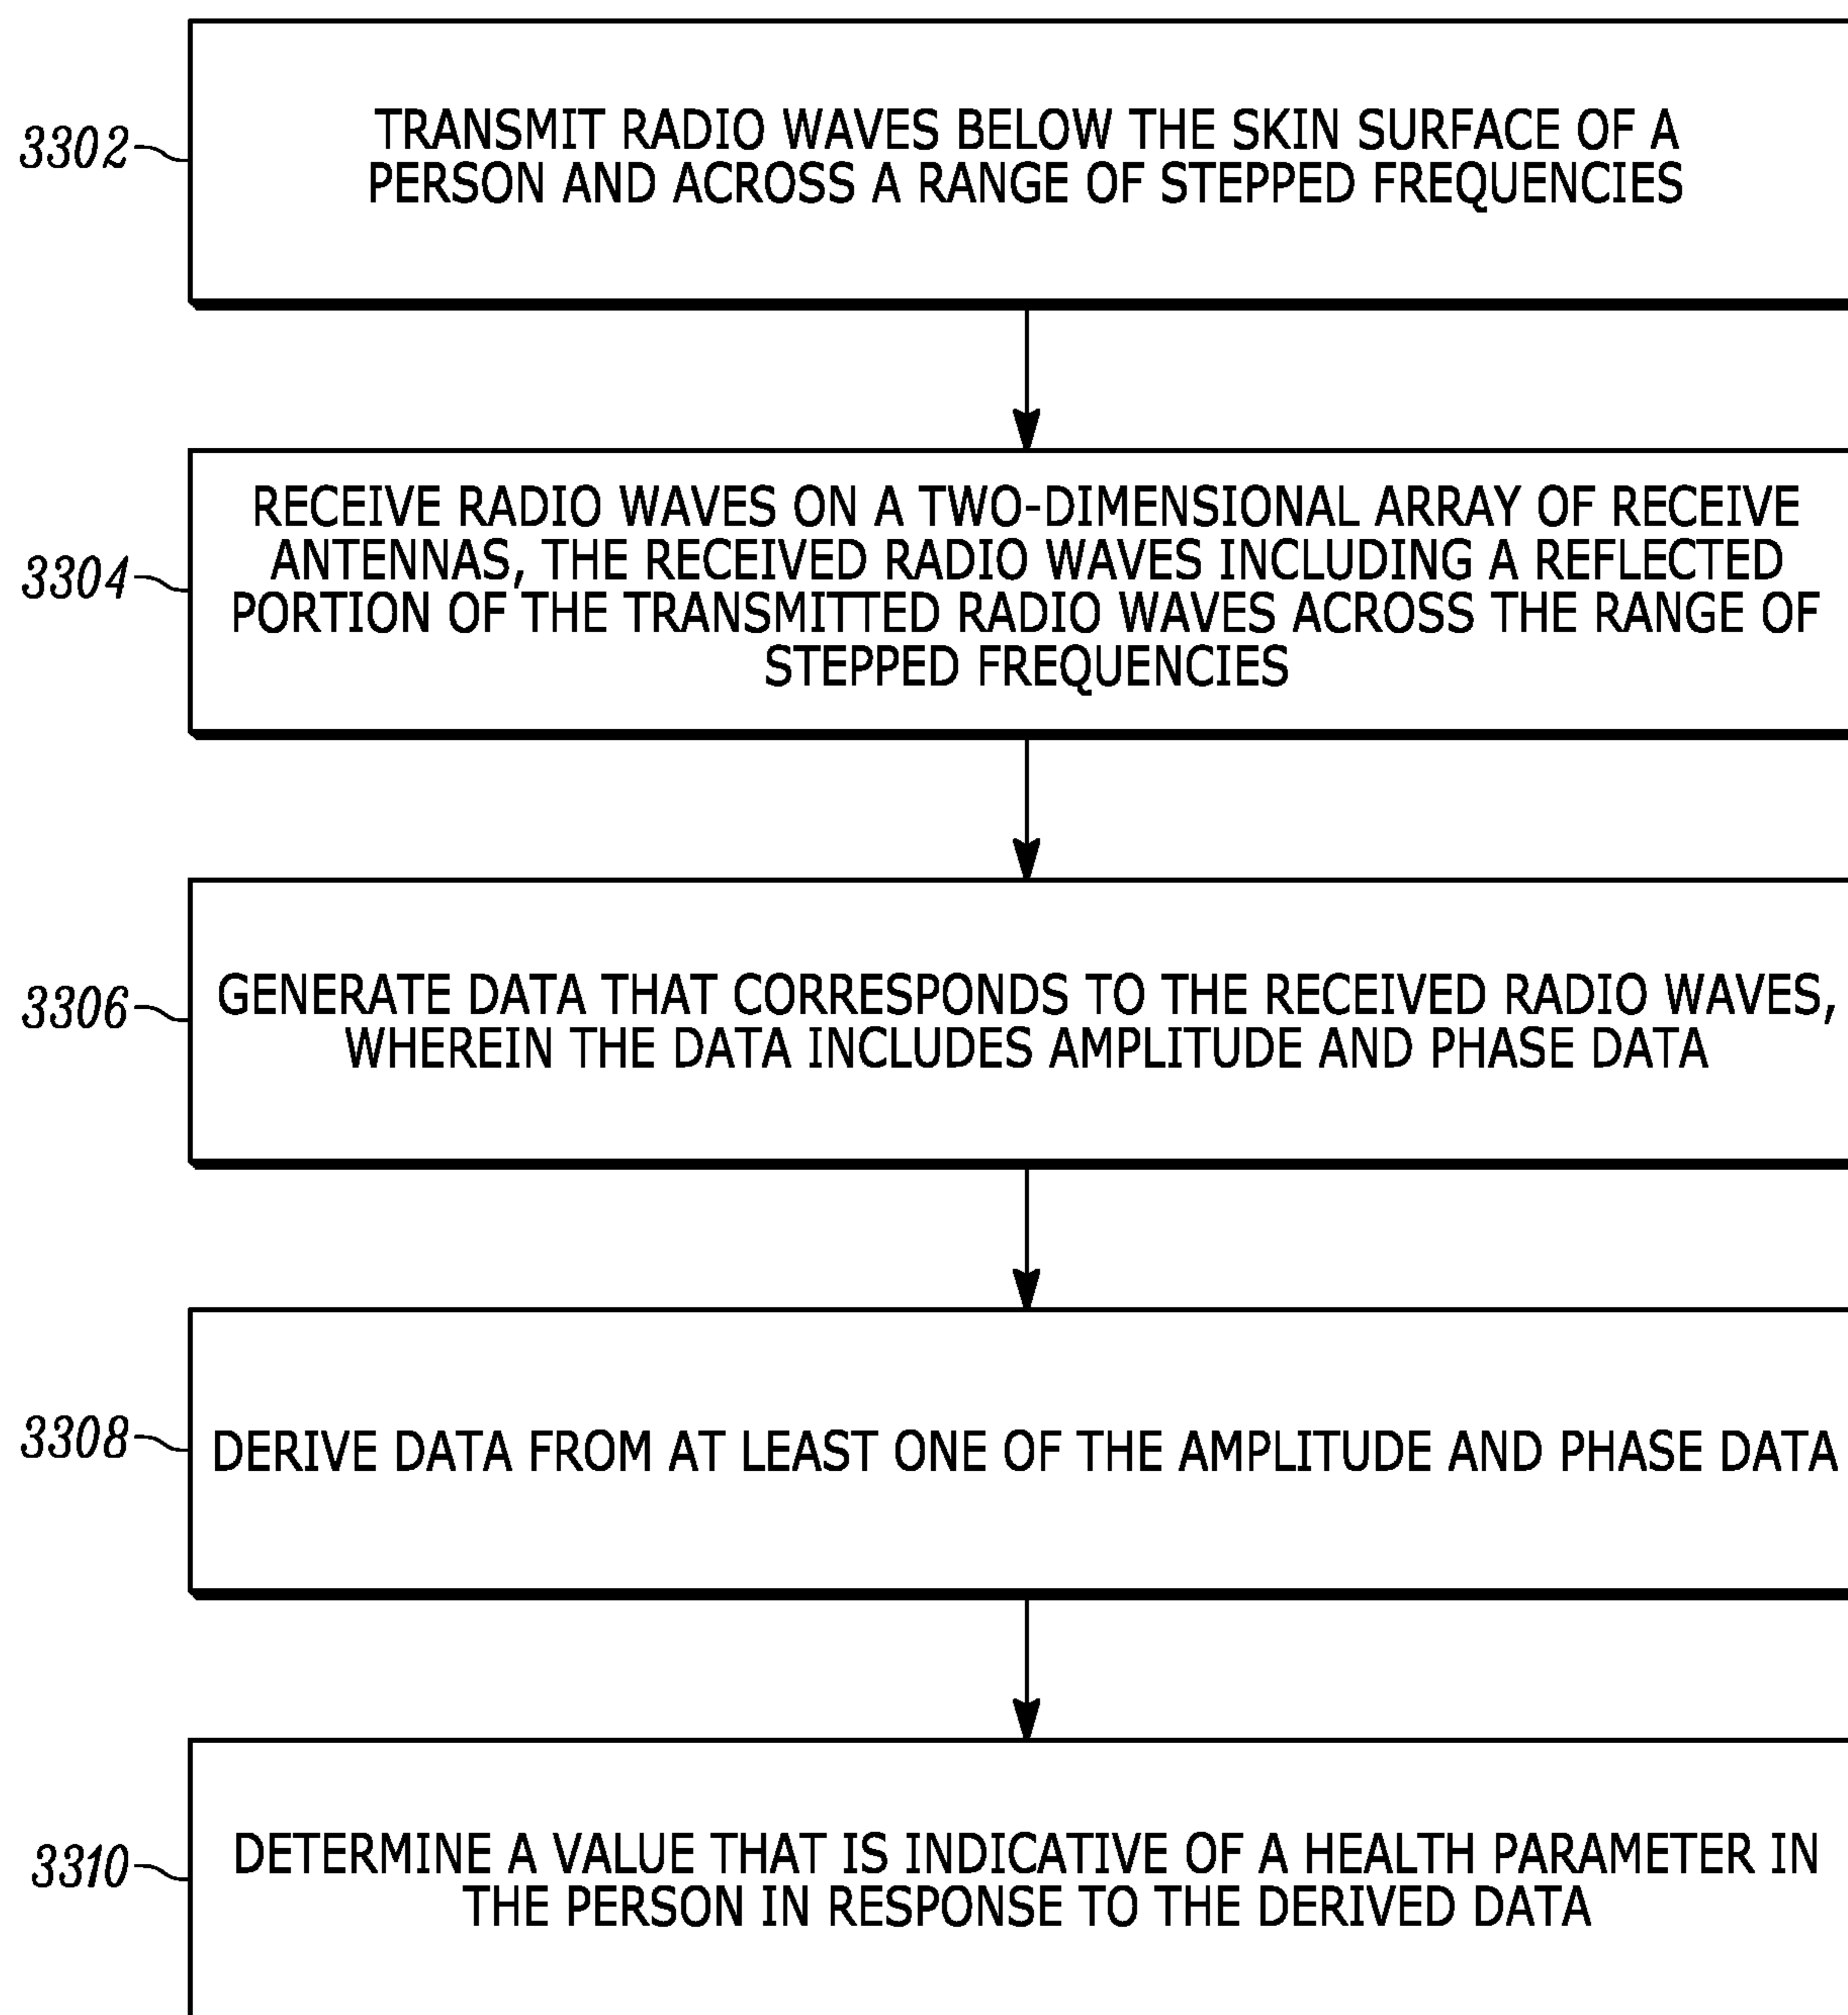 3302
TRANSMIT RADIO WAVES BELOW THE SKIN SURFACE OF A
PERSON AND ACROSS A RANGE OF STEPPED FREQUENCIES
3304
RECEIVE RADIO WAVES ON A TWO-DIMENSIONAL ARRAY OF RECEIVE
ANTENNAS, THE RECEIVED RADIO WAVES INCLUDING A REFLECTED
PORTION OF THE TRANSMITTED RADIO WAVES ACROSS THE RANGE OF
STEPPED FREQUENCIES
3306
GENERATE DATA THAT CORRESPONDS TO THE RECEIVED RADIO WAVES,
WHEREIN THE DATA INCLUDES AMPLITUDE AND PHASE DATA
3308
DERIVE DATA FROM AT LEAST ONE OF THE AMPLITUDE AND PHASE DATA
3310
DETERMINE A VALUE THAT IS INDICATIVE OF A HEALTH PARAMETER IN
THE PERSON IN RESPONSE TO THE DERIVED DATA